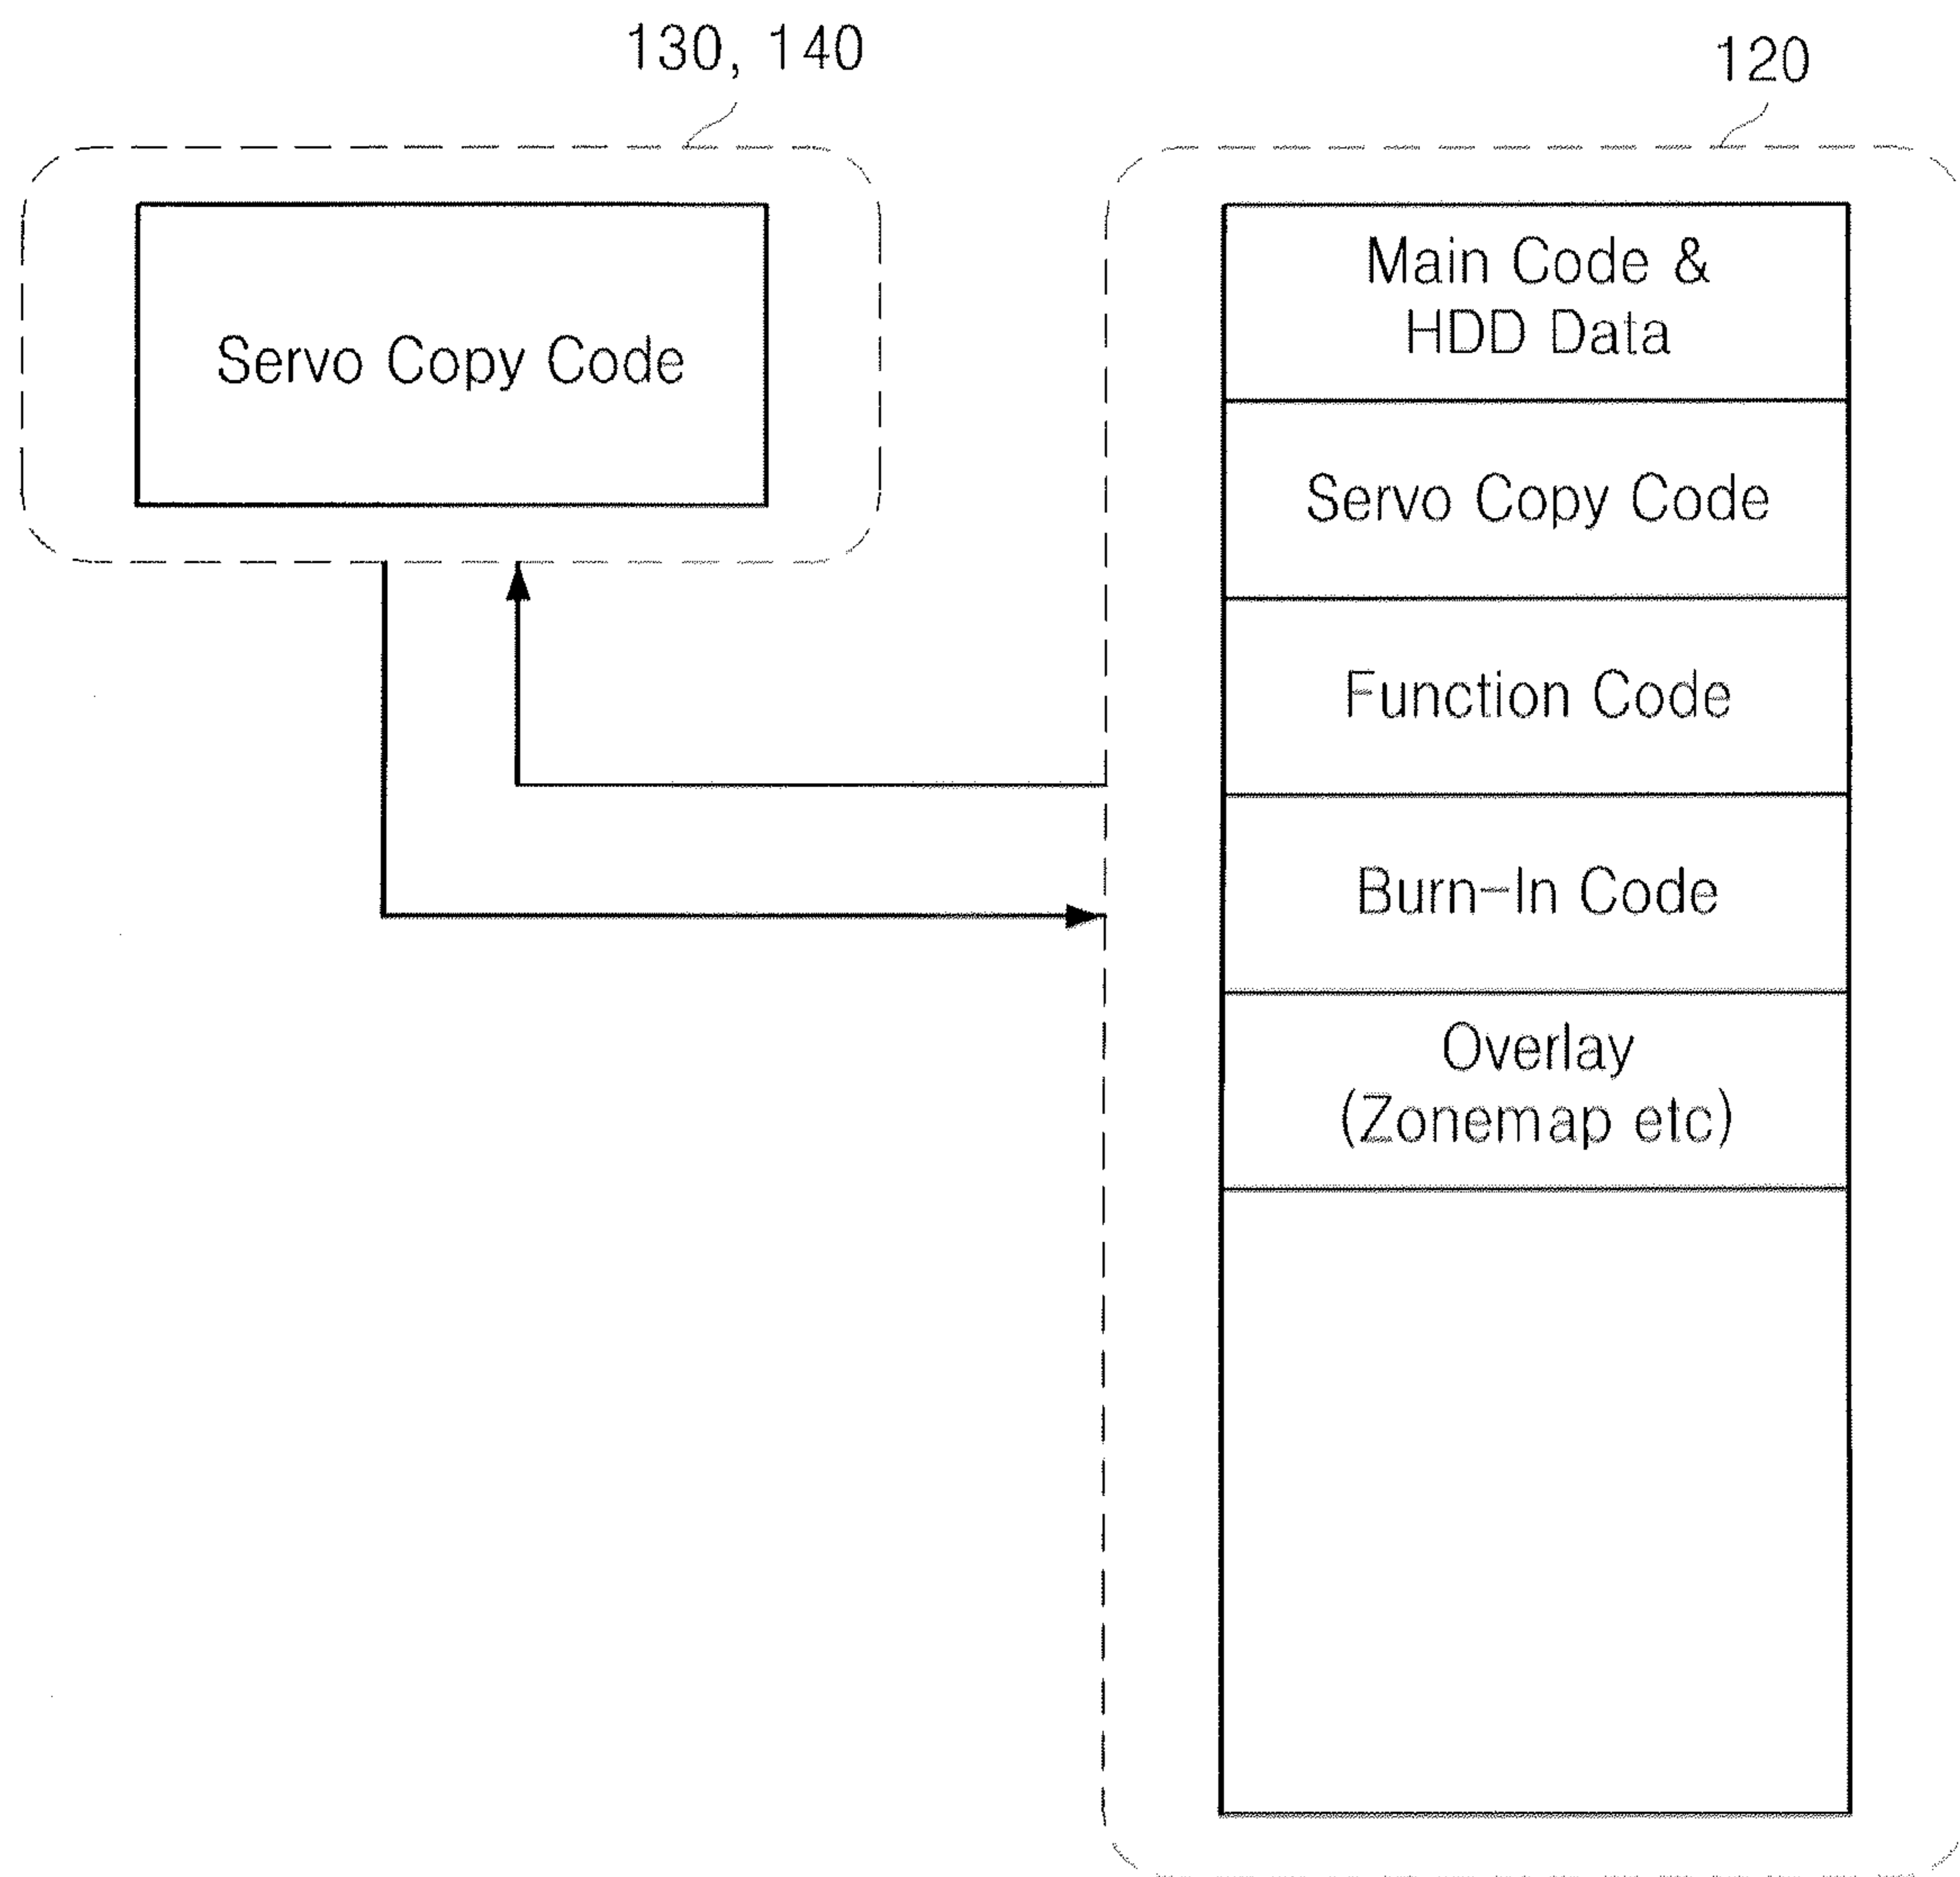 130, 140
120
Servo Copy Code
Main Code &
HDD Data
Servo Copy Code
Function Code
Burn-In Code
Overlay
(Zonemap etc)